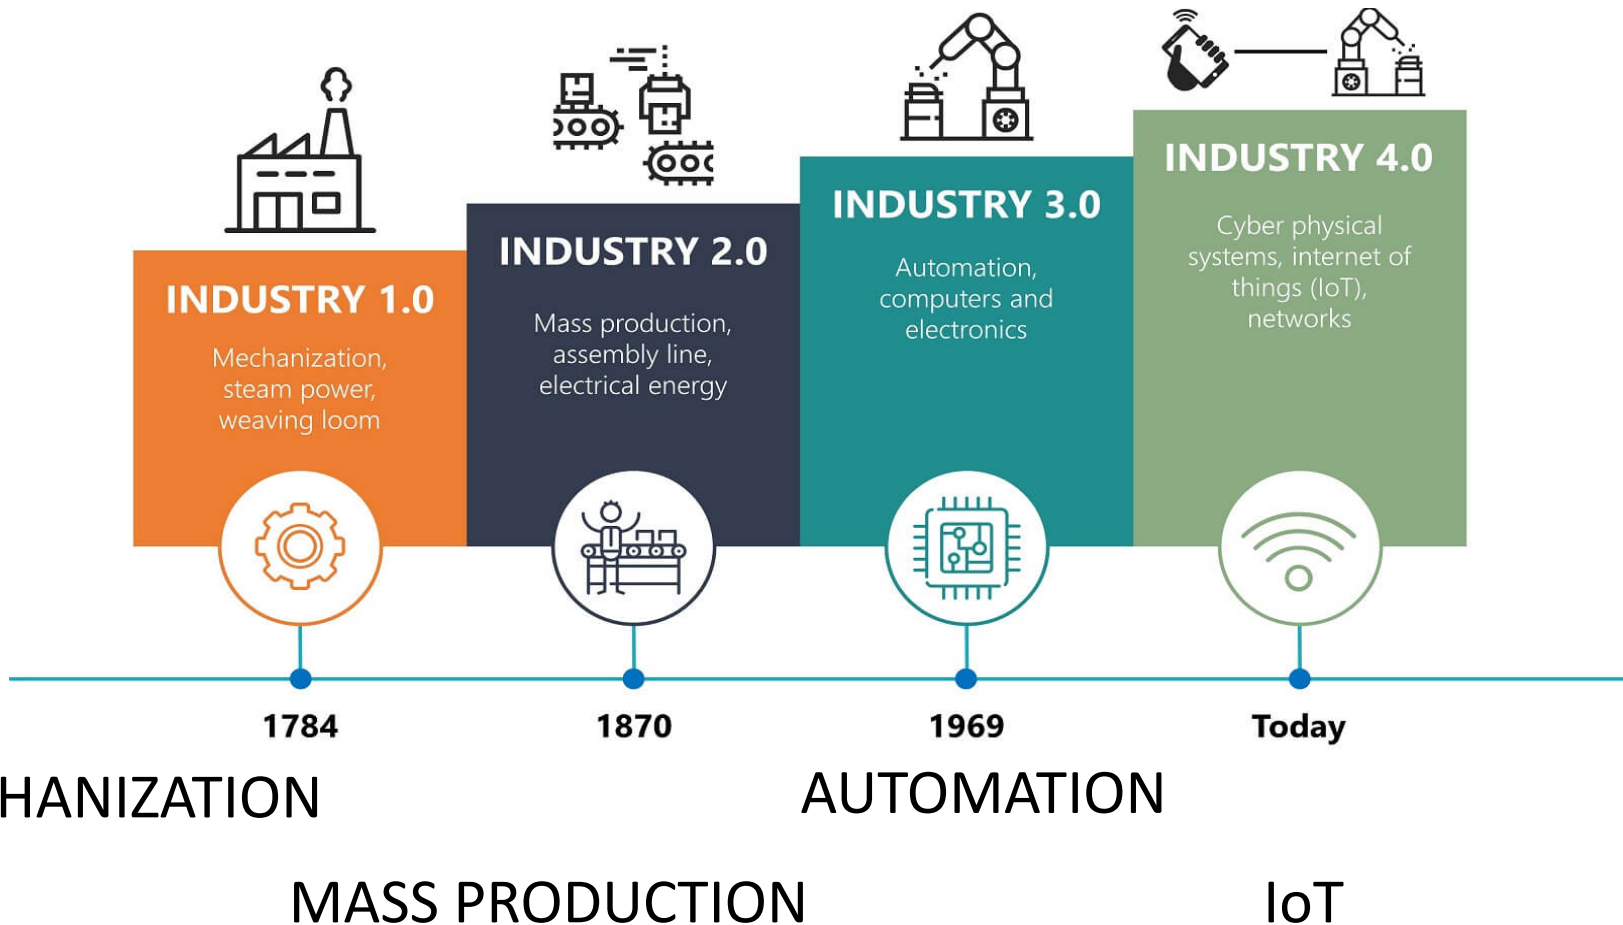 INDUSTRY 1.0
Mechanization,
steam power,
weaving loom
INDUSTRY 2.0
Mass production,
assembly line,
electrical energy
INDUSTRY 3.0
Automation,
computers and
electronics
INDUSTRY 4.0
Cyber physical
systems, internet of
things (IoT),
networks
1784
1870
1969
Today
HANIZATION
AUTOMATION
MASS PRODUCTION
IoT